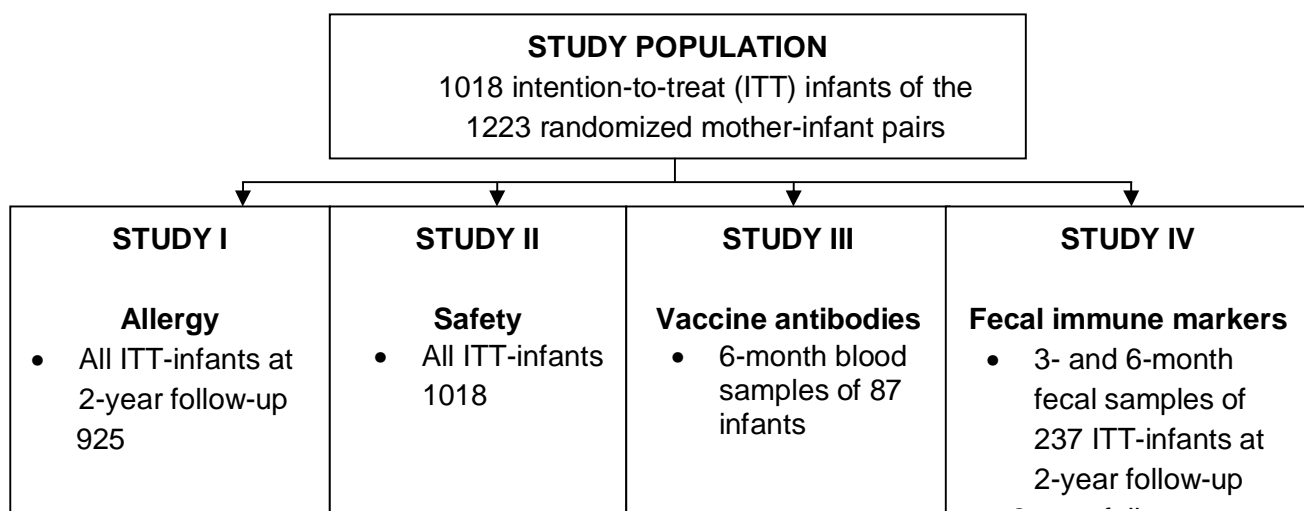 STUDY POPULATION
1018 intention-to-treat (ITT) infants of the
1223 randomized mother-infant pairs
STUDY I
Allergy
• All ITT-infants at
2-year follow-up
925
STUDY II
Safety
• All ITT-infants
1018
STUDY III
Vaccine antibodies
• 6-month blood
samples of 87
infants
STUDY IV
Fecal immune markers
• 3- and 6-month
fecal samples of
237 ITT-infants at
2-year follow-up